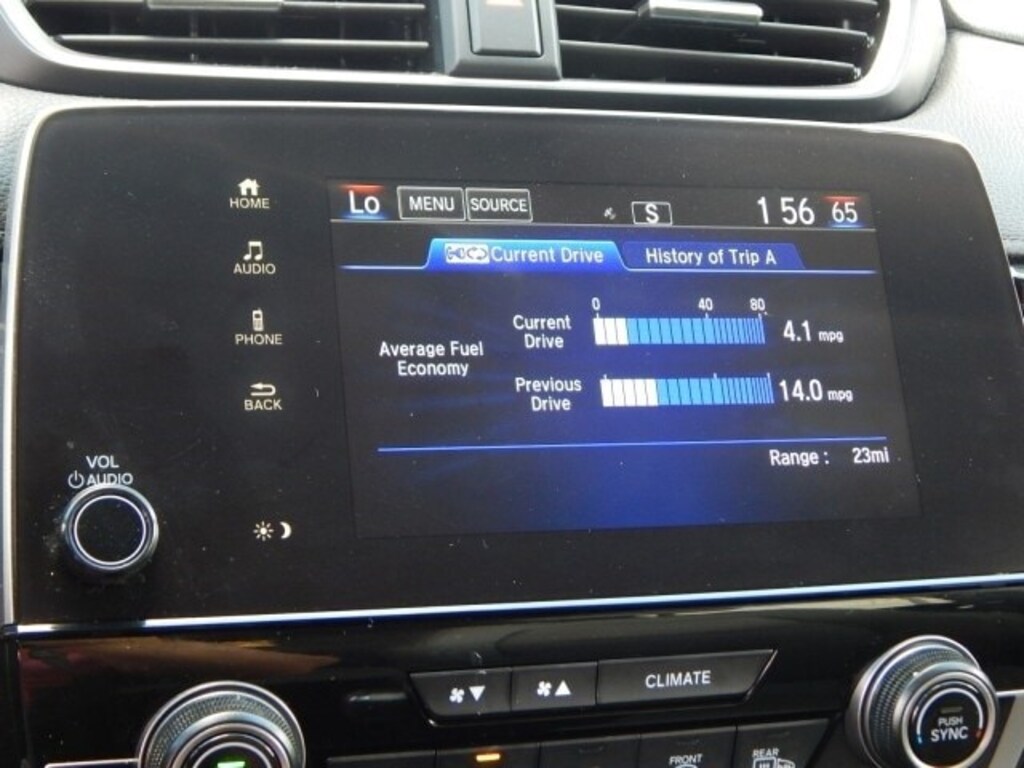 HOME
AUDIO
PHONE
BACK
VOL
AUDIO
Lo MENU SOURCE S 1 56 65
Current Drive History of Trip A
0 40 80
Current
Drive
4.1 mpg
Average Fuel
Economy
Previous
Drive
14.0 mpg
Range : 23mi
CLIMATE
PUSH
SYNC
FRONT
REAR